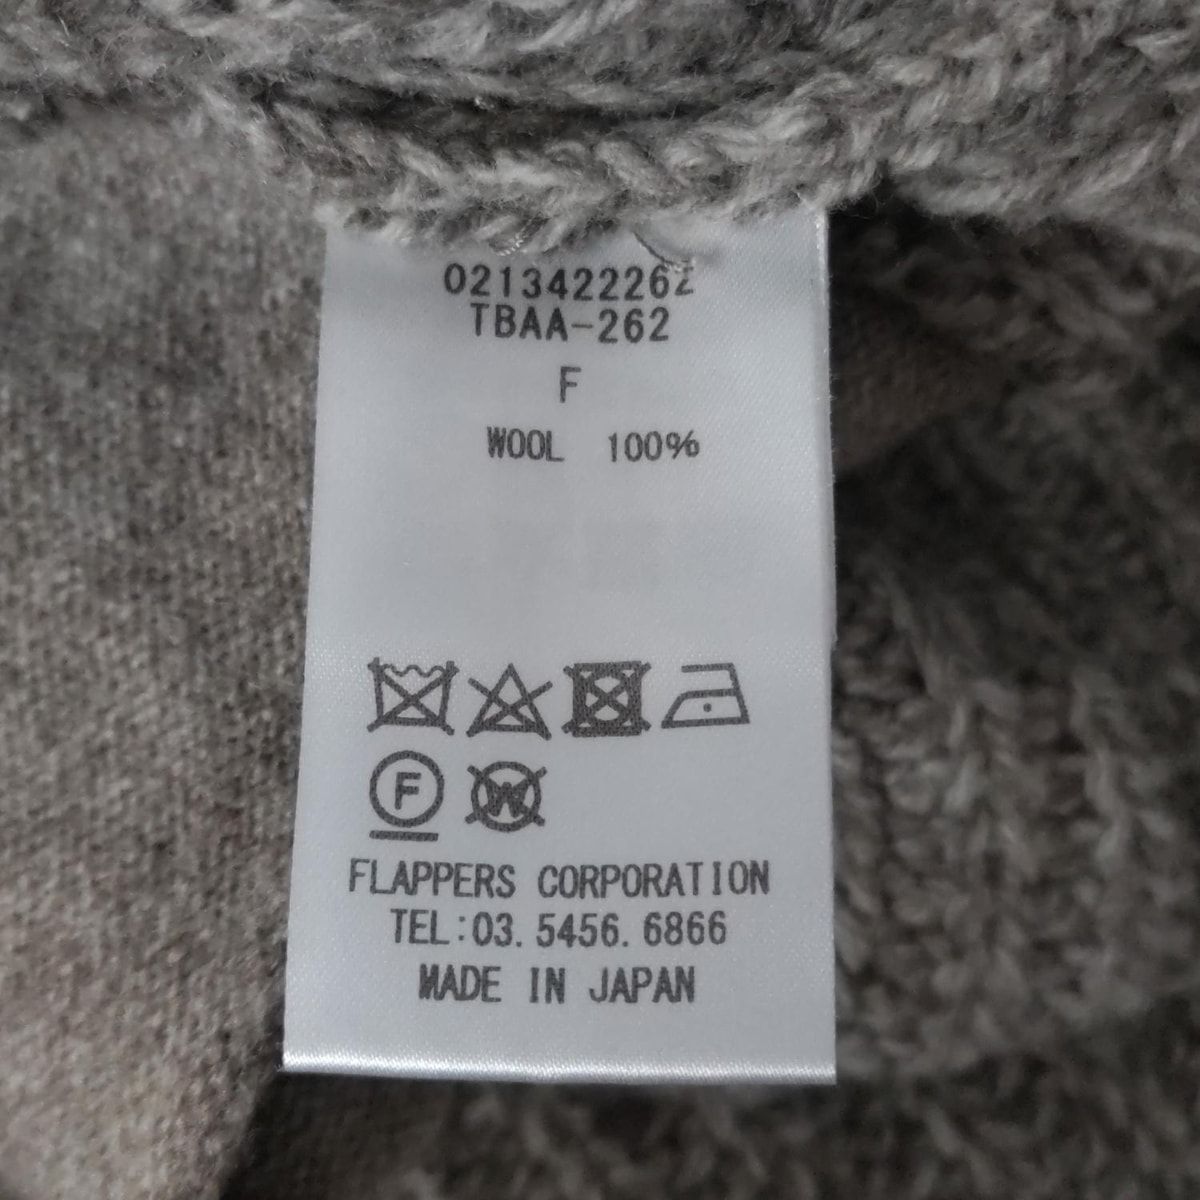 0213422262
TBAA-262
F
WOOL 100%
F
W
FLAPPERS CORPORATION
TEL:03. 5456. 6866
MADE IN JAPAN